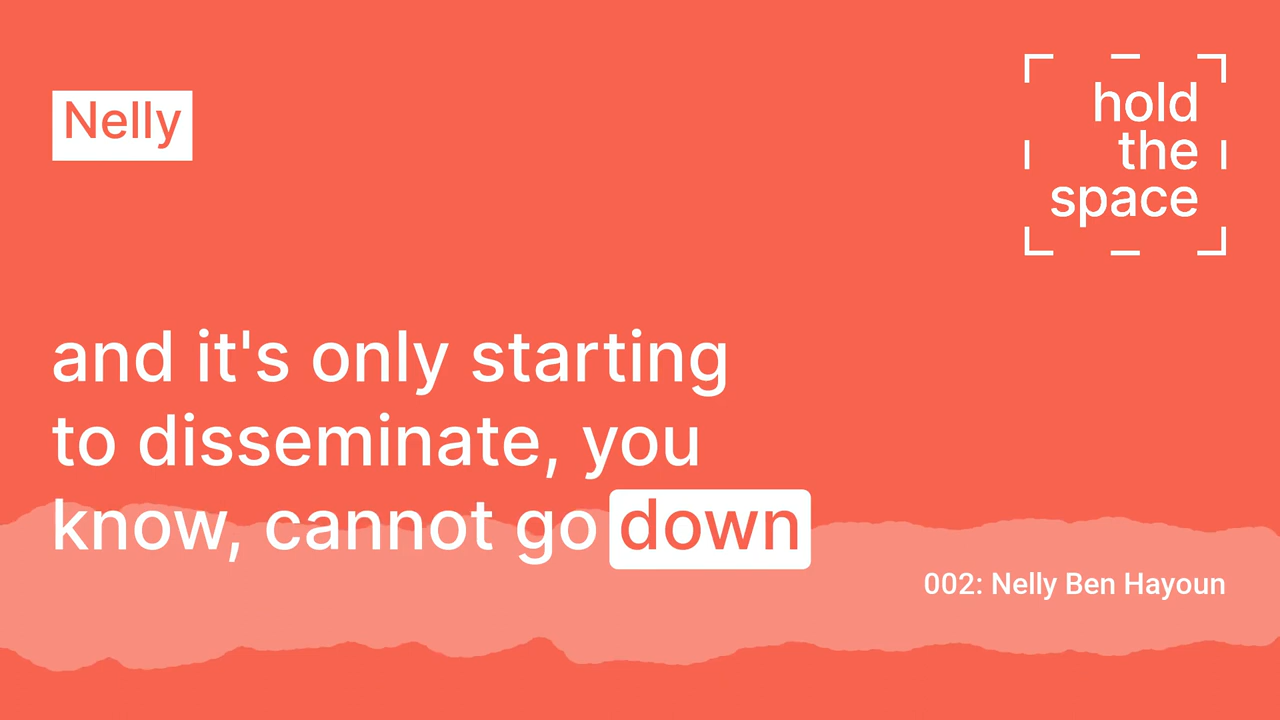 Nelly
hold
the
space
and it's only starting
to disseminate, you
know, cannot go down
002: Nelly Ben Hayoun